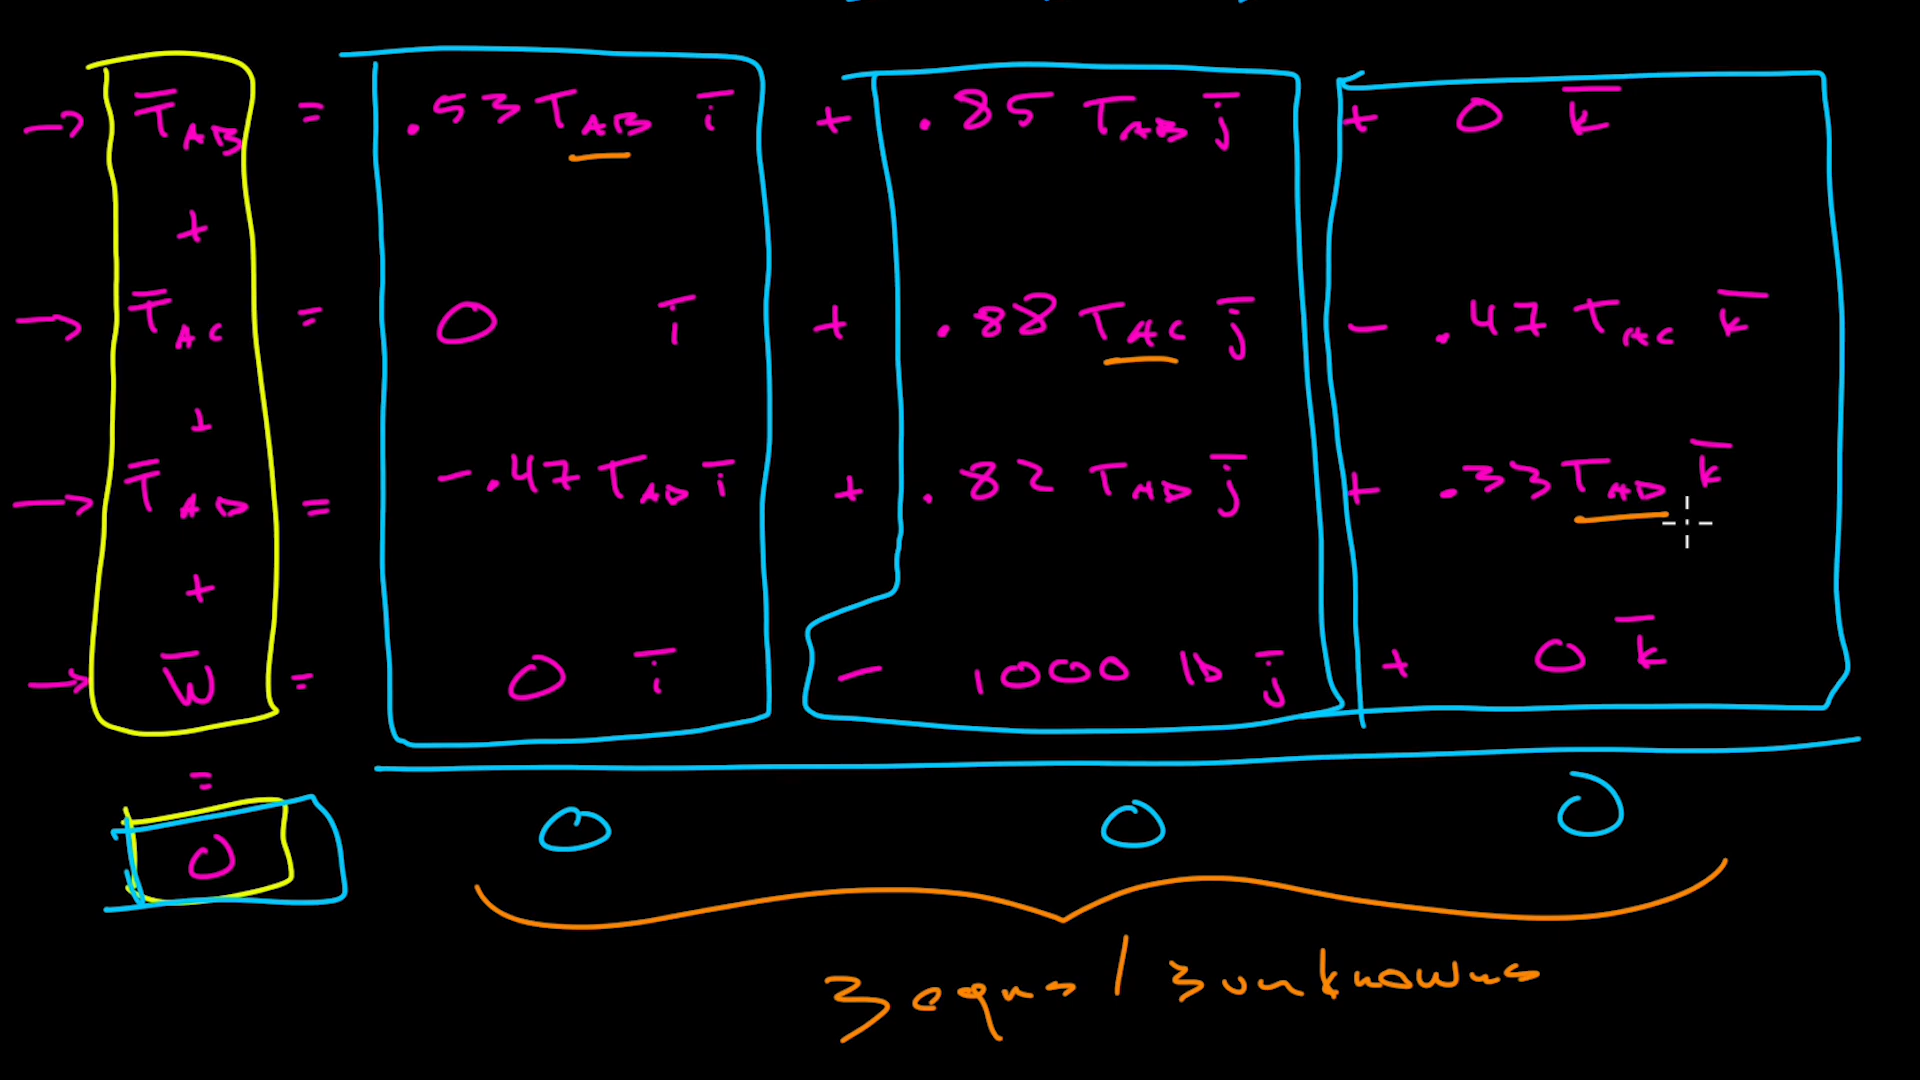 → T̅AB = .53 TAB i̅ + .85 TAB j̅ + 0 k̅
+
→ T̅AC = 0 i̅ + .88 TAC j̅ - .47 TAC k̅
+
→ T̅AD = -.47 TAD i̅ + .82 TAD j̅ + .33 TAD k̅
+
→ W̅ = 0 i̅ - 1000 lb j̅ + 0 k̅
=
0 0 0 0
3 eqns / 3 unknowns